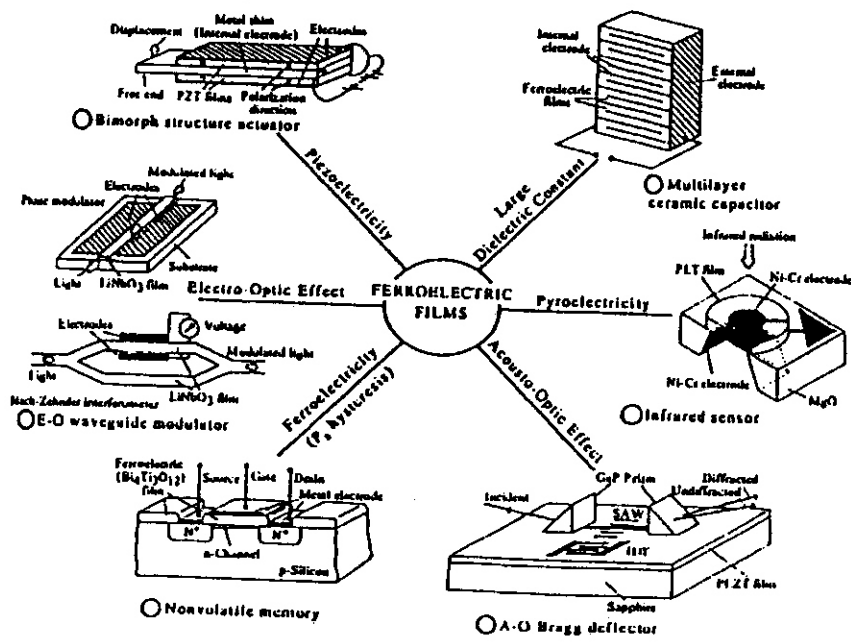 Displacement
Metal shim
(Internal electrode)
Electrodes
Free end
PZT films
Polarization
direction
Bimorph structure actuator
Internal
electrode
Ferroelectric
films
External
electrode
Multilayer
ceramic capacitor
Piezoelectricity
Large
Dielectric Constant
Modulated light
Electrodes
Phase modulator
Substrate
Light
LiNbO3 film
Electro-Optic Effect
FERROELECTRIC
FILMS
Pyroelectricity
Infrared radiation
PLT film
Ni-Cr electrode
Ni-Cr electrode
MgO
Infrared sensor
Electrodes
Voltage
Modulated light
Light
LiNbO3 film
Mach-Zehnder interferometer
E-O waveguide modulator
Ferroelectricity
(Ps hysteresis)
Acousto-Optic Effect
Ferroelectric
(Bi4Ti3O12)
film
Source
Gate
Drain
Metal electrode
N+
N+
n-Channel
p-Silicon
Nonvolatile memory
GaP Prism
Diffracted
Undiffracted
Incident
SAW
IDT
PLZT film
Sapphire
A-O Bragg deflector